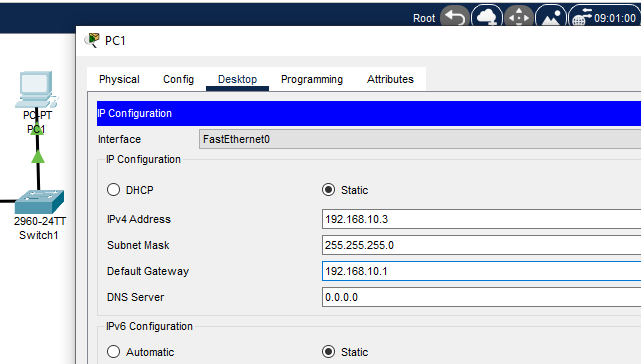 Root
09:01:00
PC1
Physical Config Desktop Programming Attributes
IP Configuration
Interface FastEthernet0
IP Configuration
DHCP Static
IPv4 Address 192.168.10.3
Subnet Mask 255.255.255.0
Default Gateway 192.168.10.1
DNS Server 0.0.0.0
IPv6 Configuration
Automatic Static
PC-PT
PC1
2960-24TT
Switch1